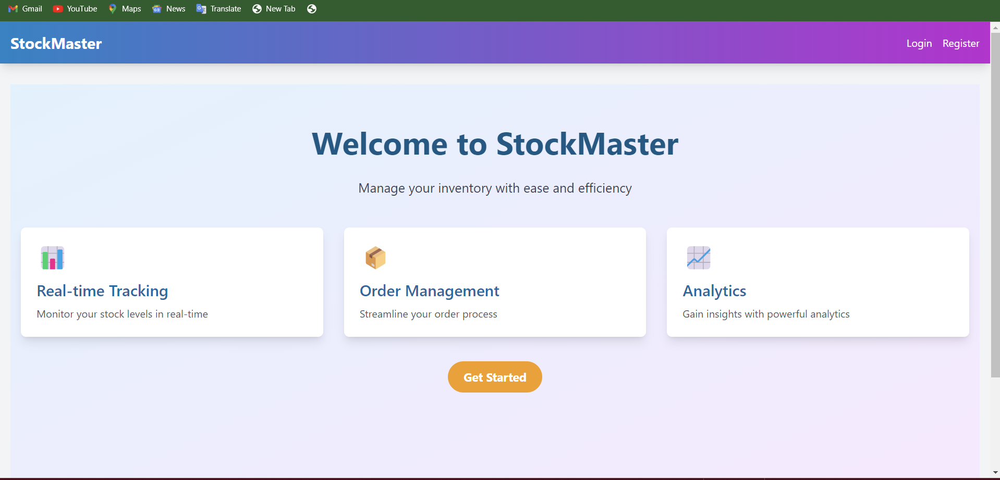 Gmail YouTube Maps News Translate New Tab
StockMaster Login Register
Welcome to StockMaster
Manage your inventory with ease and efficiency
Real-time Tracking
Monitor your stock levels in real-time
Order Management
Streamline your order process
Analytics
Gain insights with powerful analytics
Get Started